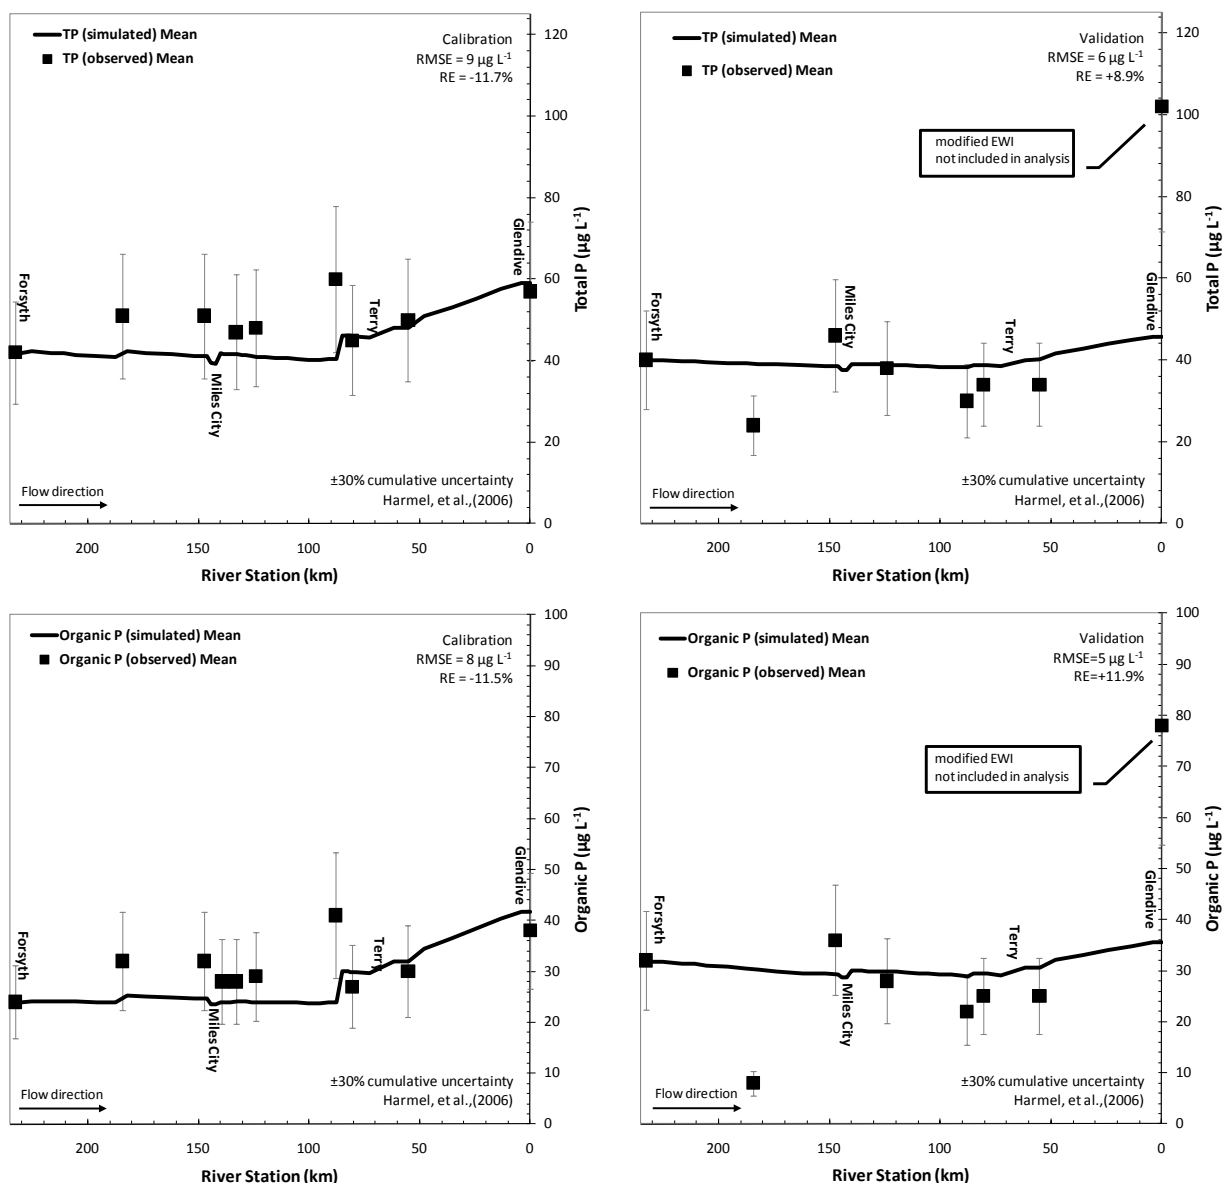 TP (simulated) Mean
TP (observed) Mean
Calibration
RMSE = 9 µg L-1
RE = -11.7%
120
100
80
60
40
20
0
Total P (µg L-1)
Forsyth
Miles City
Terry
Glendive
±30% cumulative uncertainty
Harmel, et al.,(2006)
Flow direction
200
150
100
50
0
River Station (km)
TP (simulated) Mean
TP (observed) Mean
Validation
RMSE = 6 µg L-1
RE = +8.9%
modified EWI
not included in analysis
120
100
80
60
40
20
0
Total P (µg L-1)
Forsyth
Miles City
Terry
Glendive
±30% cumulative uncertainty
Harmel, et al.,(2006)
Flow direction
200
150
100
50
0
River Station (km)
Organic P (simulated) Mean
Organic P (observed) Mean
Calibration
RMSE = 8 µg L-1
RE = -11.5%
100
90
80
70
60
50
40
30
20
10
0
Organic P (µg L-1)
Forsyth
Miles City
Terry
Glendive
±30% cumulative uncertainty
Harmel, et al.,(2006)
Flow direction
200
150
100
50
0
River Station (km)
Organic P (simulated) Mean
Organic P (observed) Mean
Validation
RMSE=5 µg L-1
RE=+11.9%
modified EWI
not included in analysis
100
90
80
70
60
50
40
30
20
10
0
Organic P (µg L-1)
Forsyth
Miles City
Terry
Glendive
±30% cumulative uncertainty
Harmel, et al.,(2006)
Flow direction
200
150
100
50
0
River Station (km)